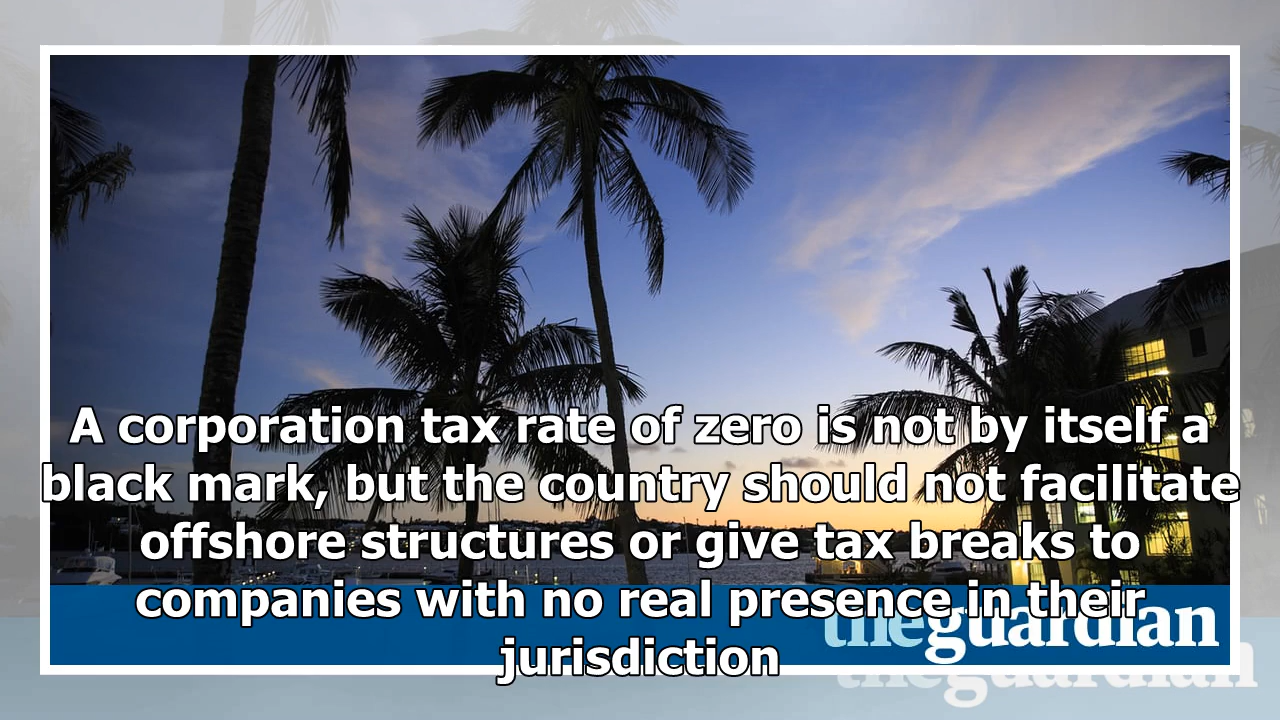 A corporation tax rate of zero is not by itself a
black mark, but the country should not facilitate
offshore structures or give tax breaks to
companies with no real presence in their
jurisdiction
theguardian
theguardian